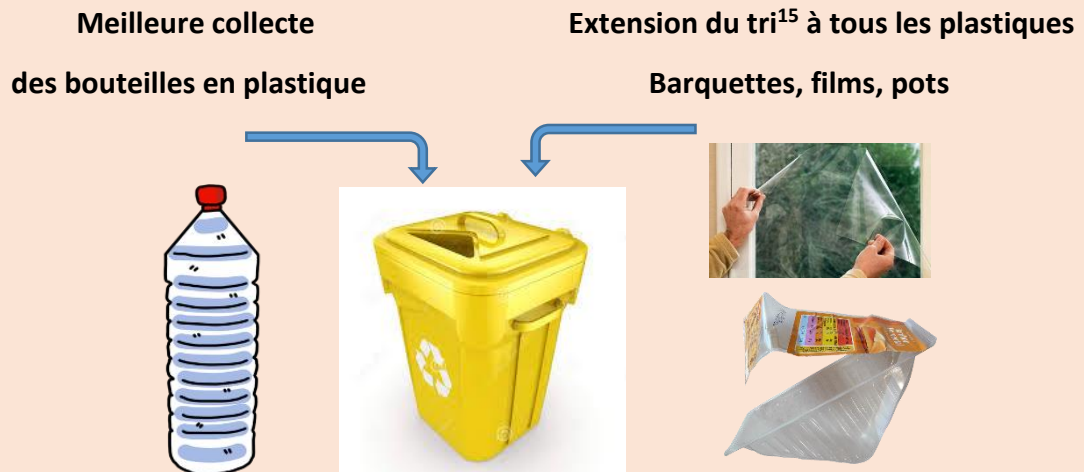 Meilleure collecte
des bouteilles en plastique
Extension du tri¹⁵ à tous les plastiques
Barquettes, films, pots